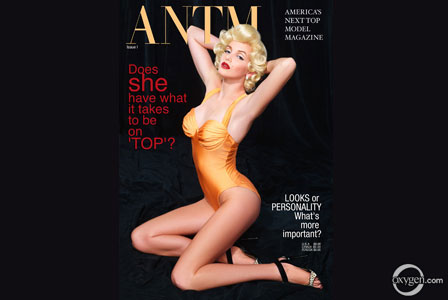 ANTM
AMERICA'S
NEXT TOP
MODEL
MAGAZINE
Issue 1
Does
she
have what
it takes
to be
on
'TOP'?
LOOKS or
PERSONALITY
What's
more
important?
oxygen.com